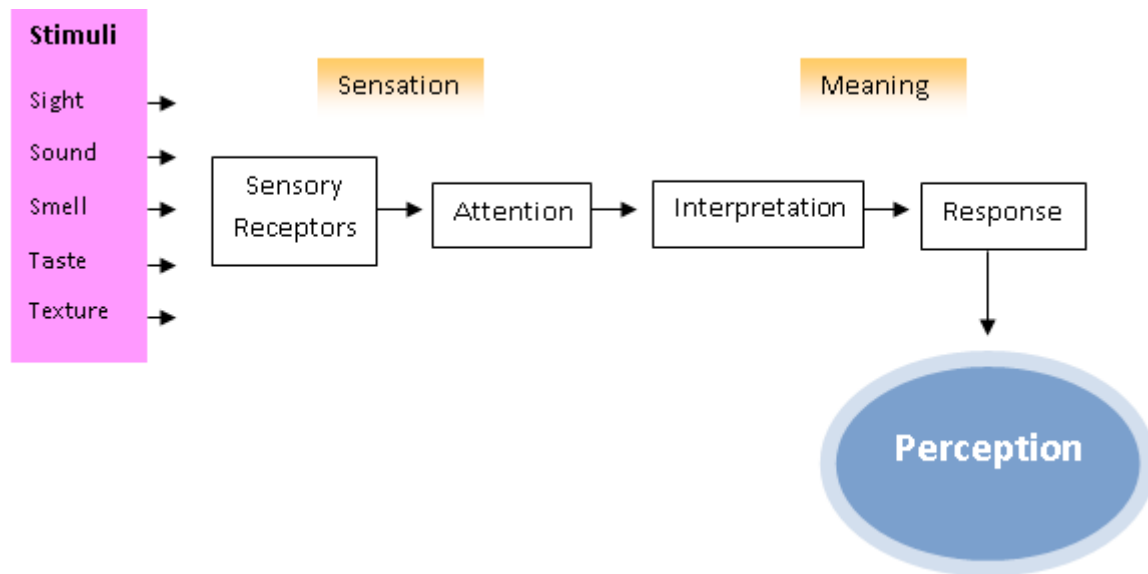 Stimuli
Sight
Sound
Smell
Taste
Texture
Sensation
Meaning
Sensory
Receptors
Attention
Interpretation
Response
Perception